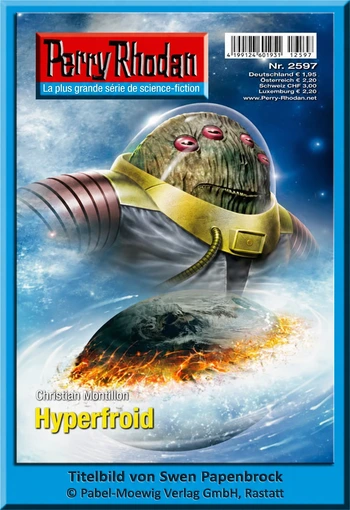 Perry Rhodan
La plus grande série de science-fiction
4199124601931 12597
Nr. 2597
Deutschland € 1,95
Österreich € 2,20
Schweiz CHF 3,00
Luxemburg € 2,20
www.Perry-Rhodan.net
Christian Montillon
Hyperfroid
Titelbild von Swen Papenbrock
© Pabel-Moewig Verlag GmbH, Rastatt